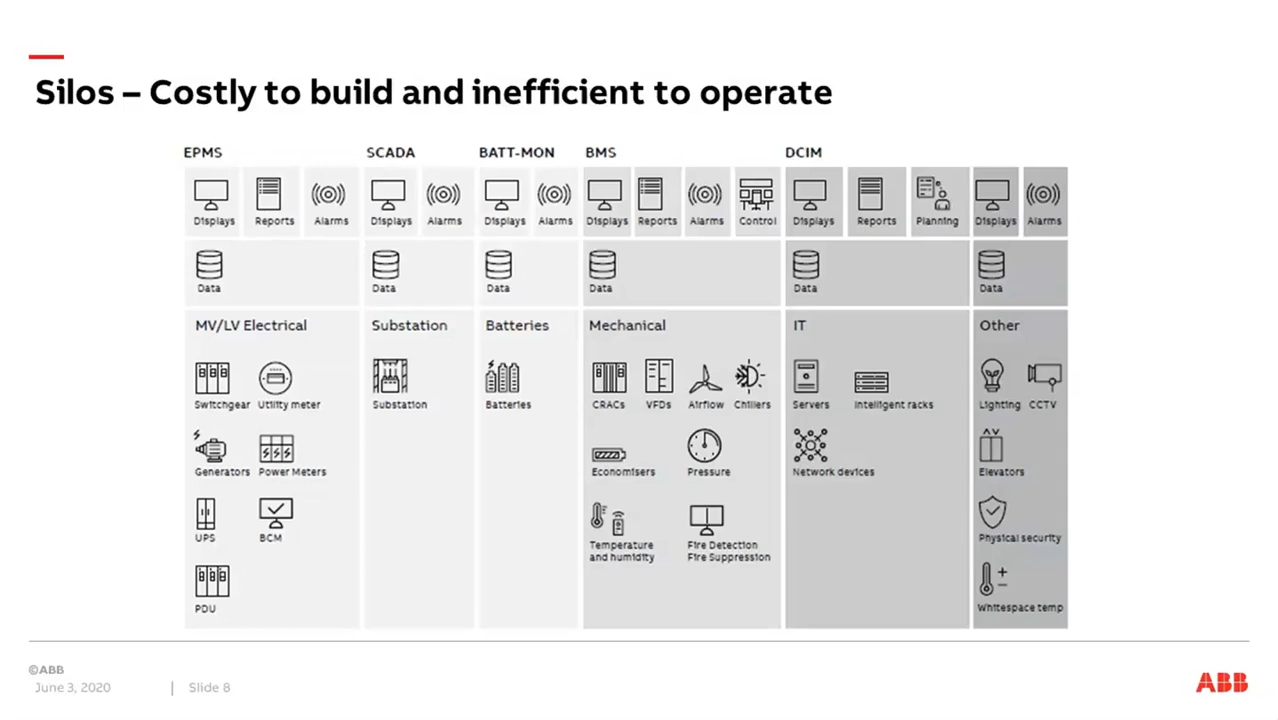 Silos – Costly to build and inefficient to operate
EPMS SCADA BATT-MON BMS DCIM
Displays Reports Alarms Displays Alarms Displays Alarms Displays Reports Alarms Control Displays Reports Planning Displays Alarms
Data Data Data Data Data Data
MV/LV Electrical Substation Batteries Mechanical IT Other
Switchgear Utility meter Substation Batteries CRACs VFDs Airflow Chillers Servers Intelligent racks Lighting CCTV
Generators Power Meters Economisers Pressure Network devices Elevators
UPS BCM Temperature and humidity Fire Detection Fire Suppression Physical security
PDU Whitespace temp
©ABB
June 3, 2020 | Slide 8
ABB